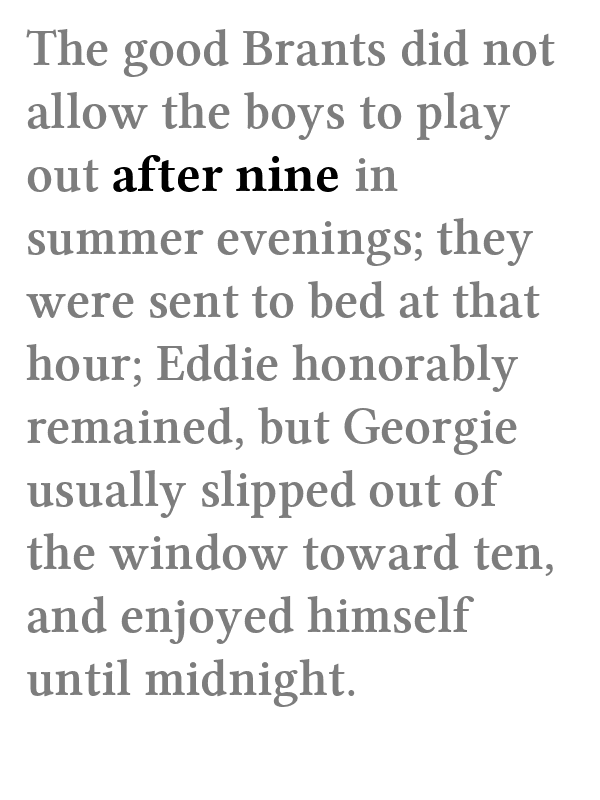 The good Brants did not
allow the boys to play
out after nine in
summer evenings; they
were sent to bed at that
hour; Eddie honorably
remained, but Georgie
usually slipped out of
the window toward ten,
and enjoyed himself
until midnight.